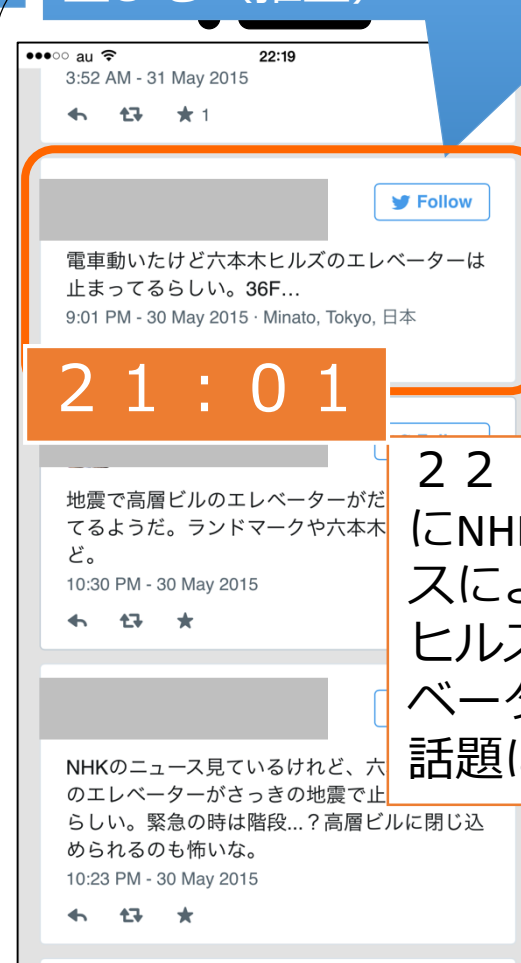 au 22:19
3:52 AM - 31 May 2015
1
Follow
電車動いたけど六本木ヒルズのエレベーターは
止まってるらしい。36F…
9:01 PM - 30 May 2015 · Minato, Tokyo, 日本
２１：０１
地震で高層ビルのエレベーターがだ
てるようだ。ランドマークや六本木
ど。
10:30 PM - 30 May 2015
２２
にNH
スによ
ヒルズ
ベータ
話題に
NHKのニュース見ているけれど、六
のエレベーターがさっきの地震で止
らしい。緊急の時は階段...？高層ビルに閉じ込
められるのも怖いな。
10:23 PM - 30 May 2015